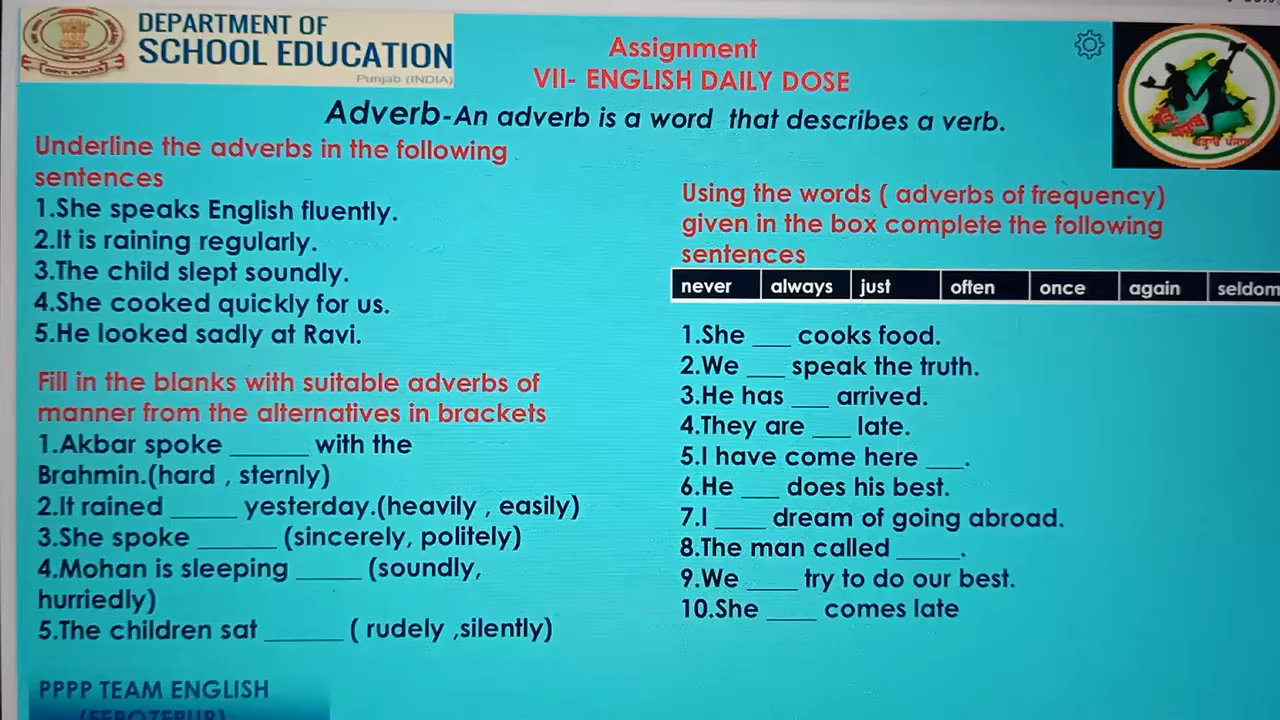 DEPARTMENT OF
SCHOOL EDUCATION
Punjab (INDIA)
Assignment
VII- ENGLISH DAILY DOSE
Adverb-An adverb is a word that describes a verb.
Underline the adverbs in the following
sentences
1.She speaks English fluently.
2.It is raining regularly.
3.The child slept soundly.
4.She cooked quickly for us.
5.He looked sadly at Ravi.
Fill in the blanks with suitable adverbs of
manner from the alternatives in brackets
1.Akbar spoke ______ with the
Brahmin.(hard , sternly)
2.It rained _____ yesterday.(heavily , easily)
3.She spoke ______ (sincerely, politely)
4.Mohan is sleeping _____ (soundly,
hurriedly)
5.The children sat ______ ( rudely ,silently)
Using the words ( adverbs of frequency)
given in the box complete the following
sentences
never always just often once again seldom
1.She ___ cooks food.
2.We ___ speak the truth.
3.He has ___ arrived.
4.They are ___ late.
5.I have come here ___.
6.He ___ does his best.
7.I ____ dream of going abroad.
8.The man called _____.
9.We ____ try to do our best.
10.She ____ comes late
PPPP TEAM ENGLISH
(FEROZEPUR)